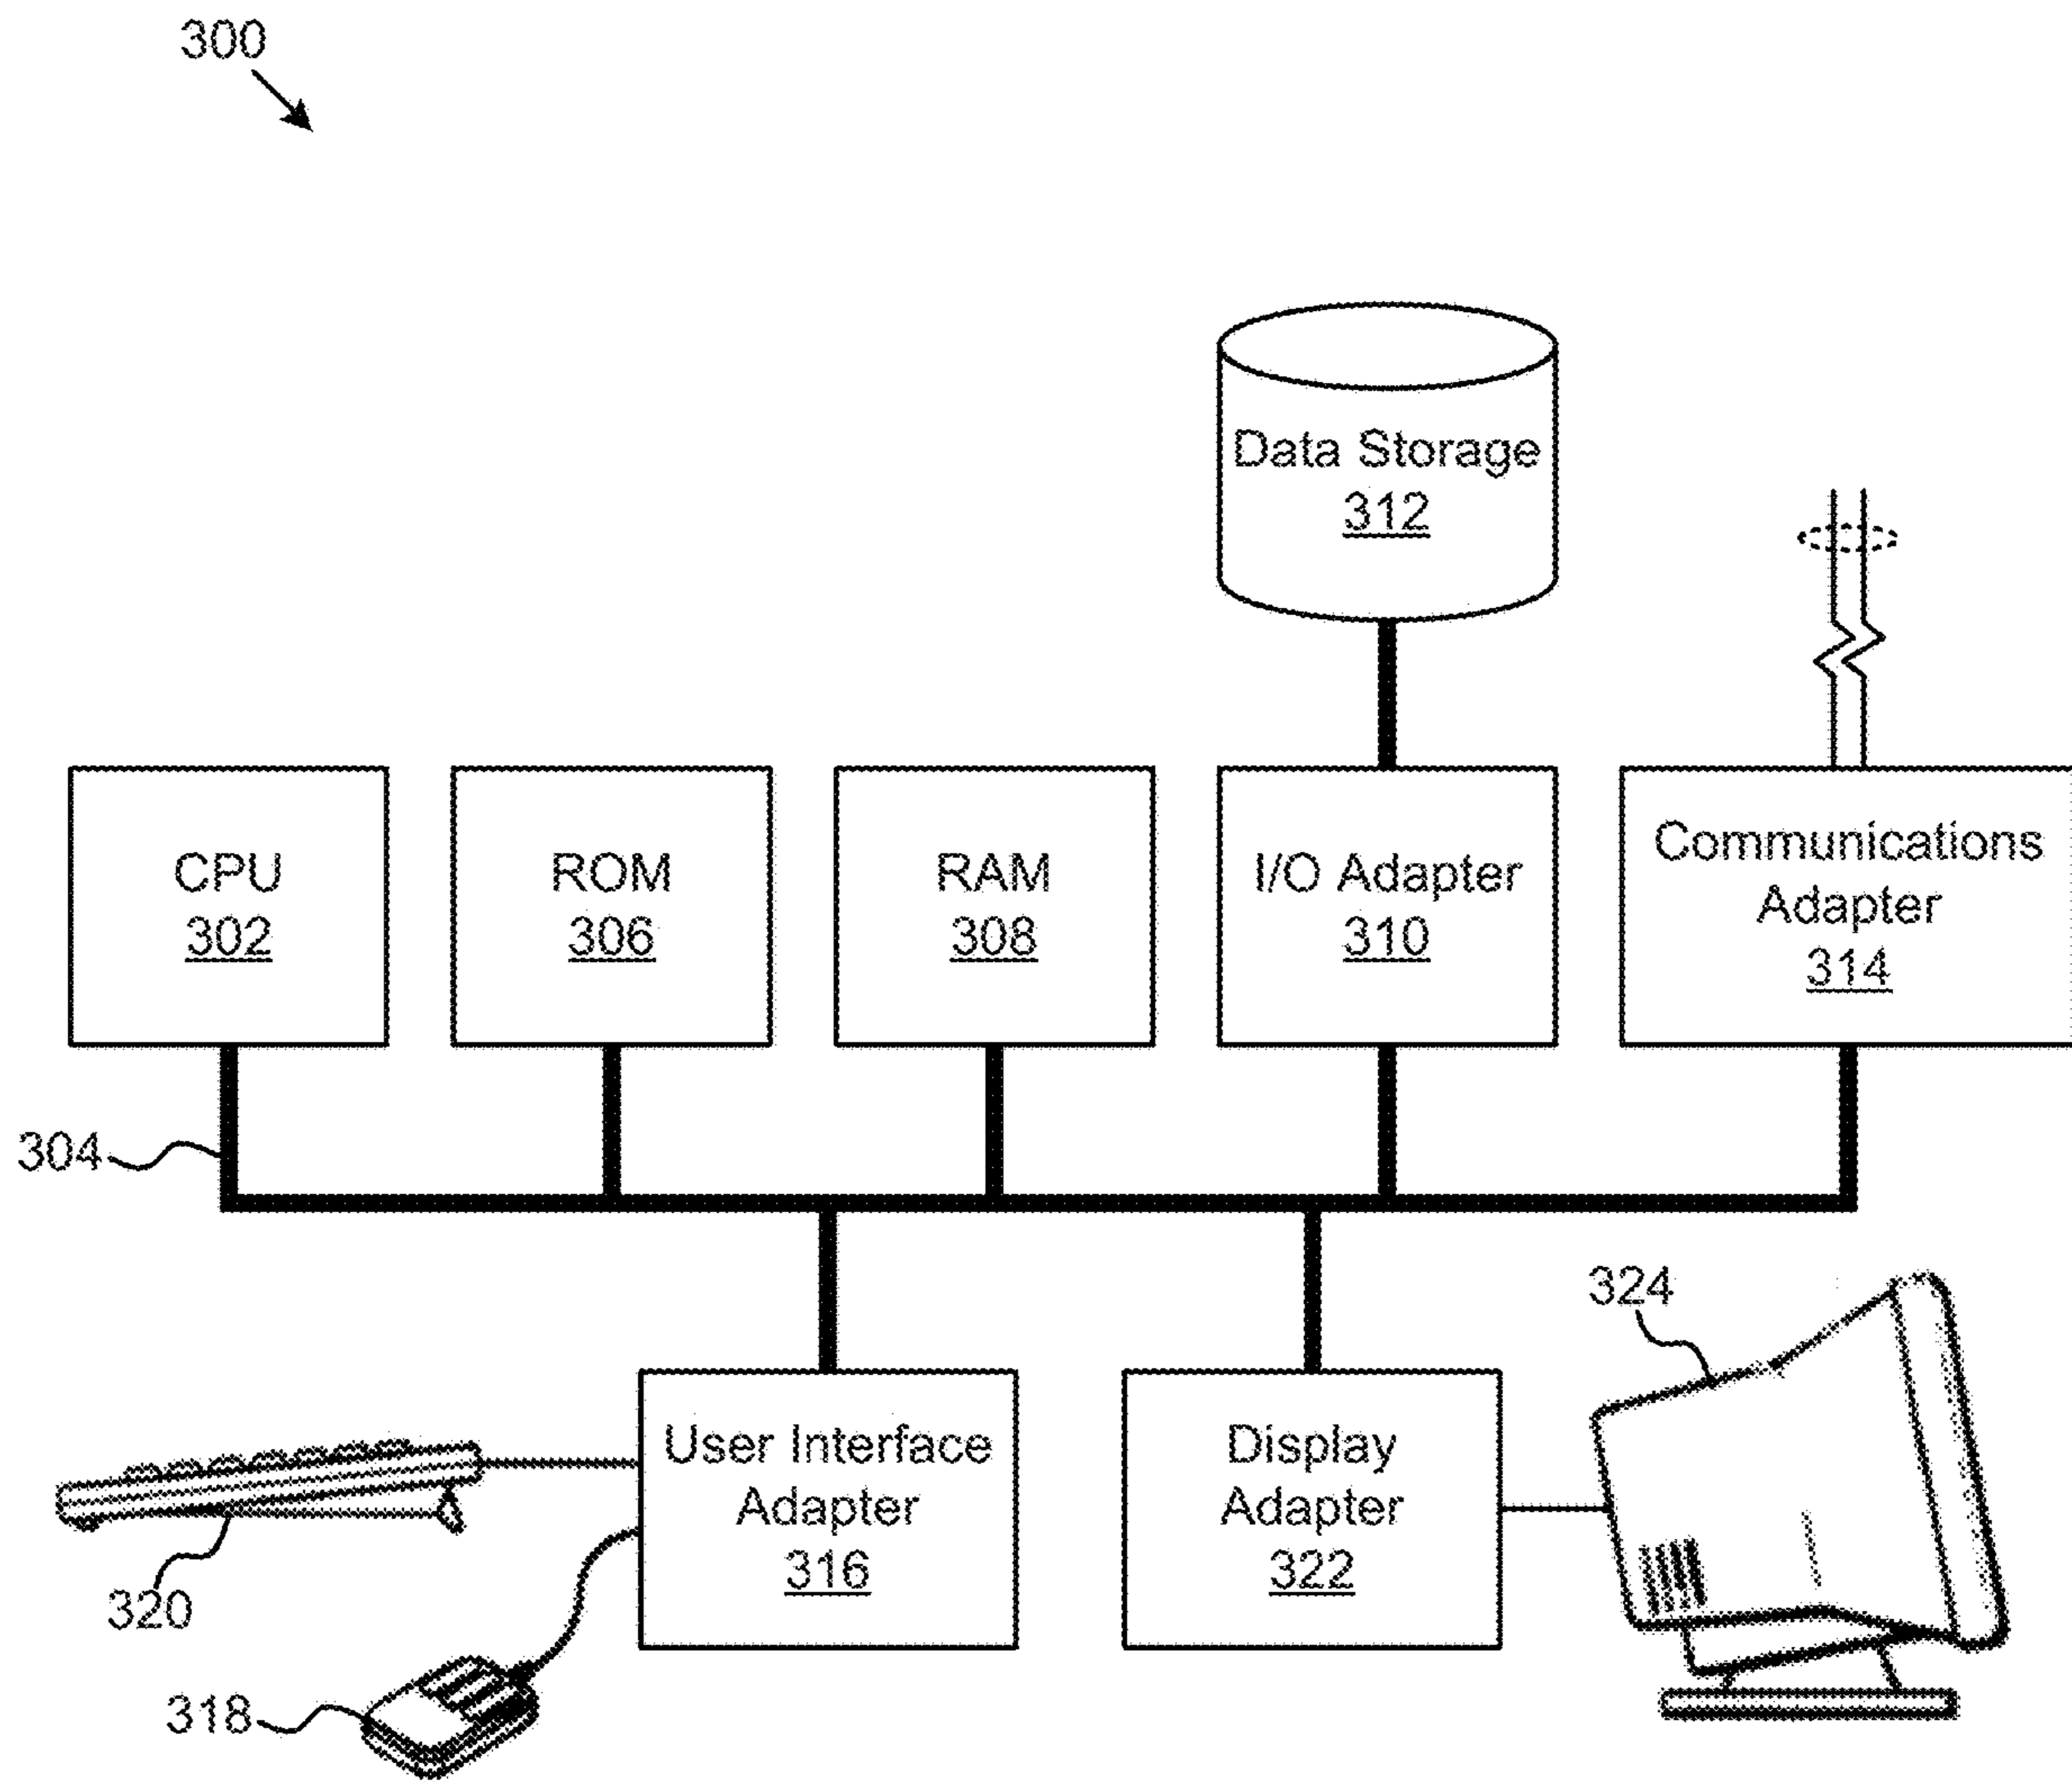 300
Data Storage
312
CPU
302
ROM
306
RAM
308
I/O Adapter
310
Communications
Adapter
314
304
324
User Interface
Adapter
316
Display
Adapter
322
320
318